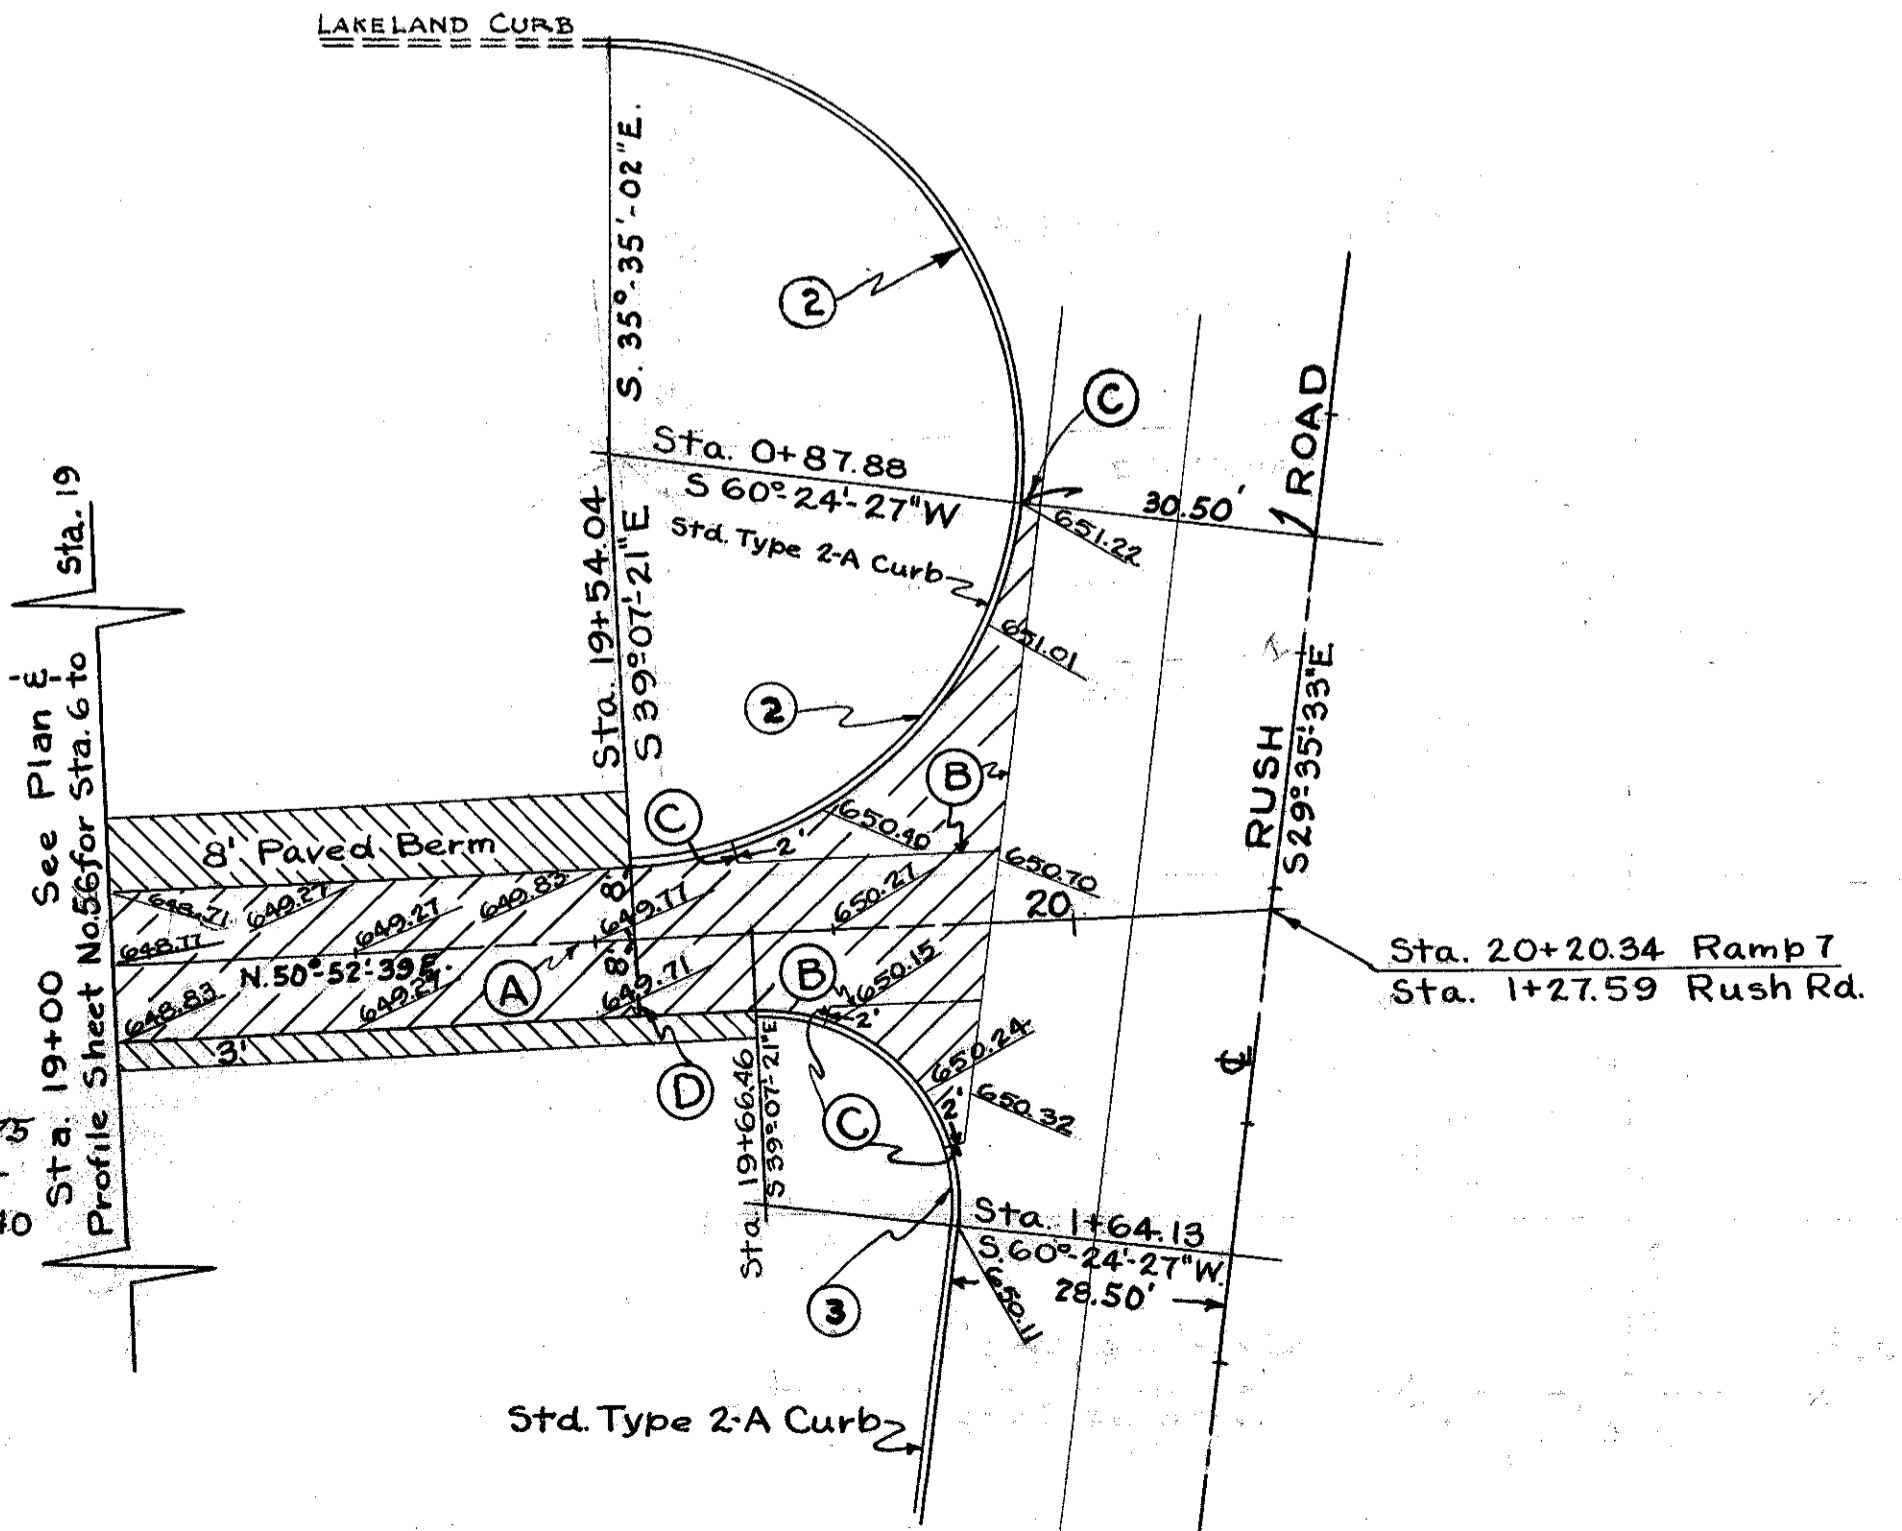 LAKELAND CURB
S. 35°-35'-02"E.
2
C
ROAD
Sta. 0+87.88
S 60°-24'-27"W
30.50'
651.22
Std. Type 2-A Curb
651.01
Sta. 19+54.04
S 39°-07'-21"E
Sta. 19
Sta. 19+00 See Plan &
Profile Sheet No.56 for Sta. 6 to
2
B
RUSH
S29°-35'-33"E
8' Paved Berm
C
2'
650.40
650.70
20
648.71
649.27
649.27
649.83
8'
649.77
650.27
648.77
N.50°-52'-39"E.
A
8'
B
650.15
Sta. 20+20.34 Ramp 7
Sta. 1+27.59 Rush Rd.
648.83
649.27
649.71
2'
3'
D
650.24
650.32
2'
C
℄
Sta. 19+66.46
S 39°-07'-21"E
Sta. 1+64.13
S. 60°-24'-27"W.
28.50'
650.11
3
Std. Type 2-A Curb